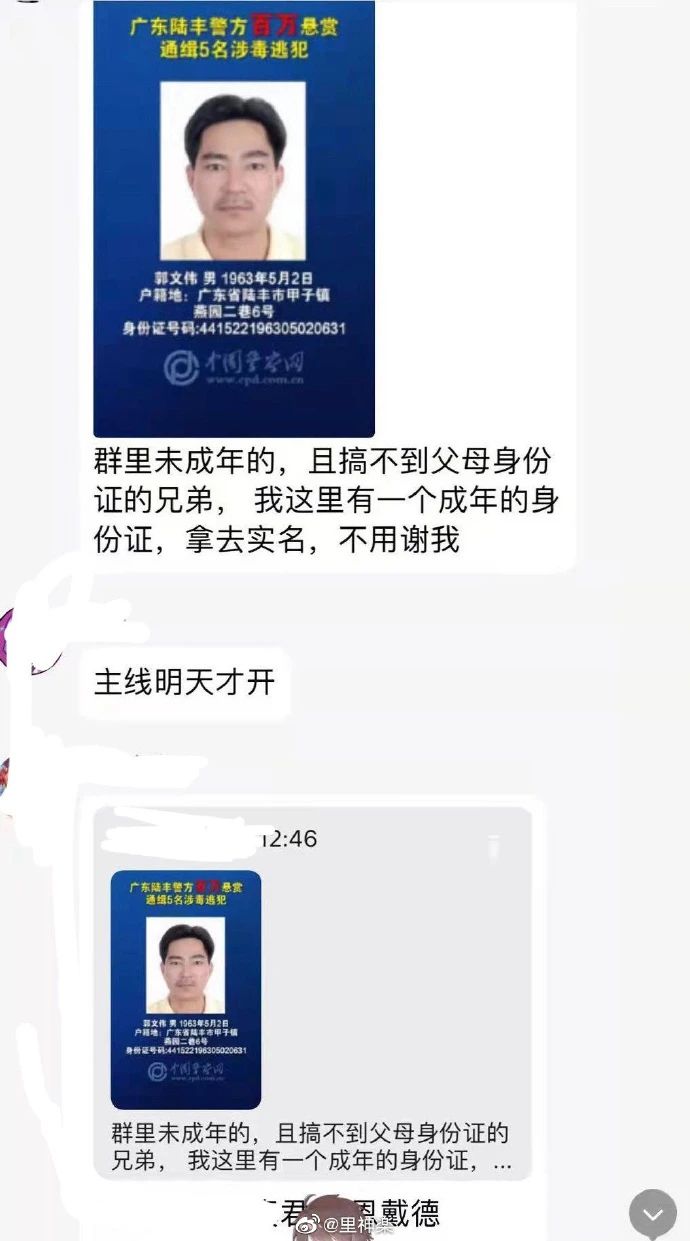 广东陆丰警方百万悬赏
通缉5名涉毒逃犯
郭文伟 男 1963年5月2日
户籍地：广东省陆丰市甲子镇
燕园二巷6号
身份证号码:441522196305020631
中国警察网
www.cpd.com.cn
群里未成年的，且搞不到父母身份
证的兄弟， 我这里有一个成年的身
份证，拿去实名，不用谢我
主线明天才开
12:46
广东陆丰警方百万悬赏
通缉5名涉毒逃犯
郭文伟 男 1963年5月2日
户籍地：广东省陆丰市甲子镇
燕园二巷6号
身份证号码:441522196305020631
中国警察网
www.cpd.com.cn
群里未成年的，且搞不到父母身份证的
兄弟， 我这里有一个成年的身份证，...
君 恩戴德
@里神楽